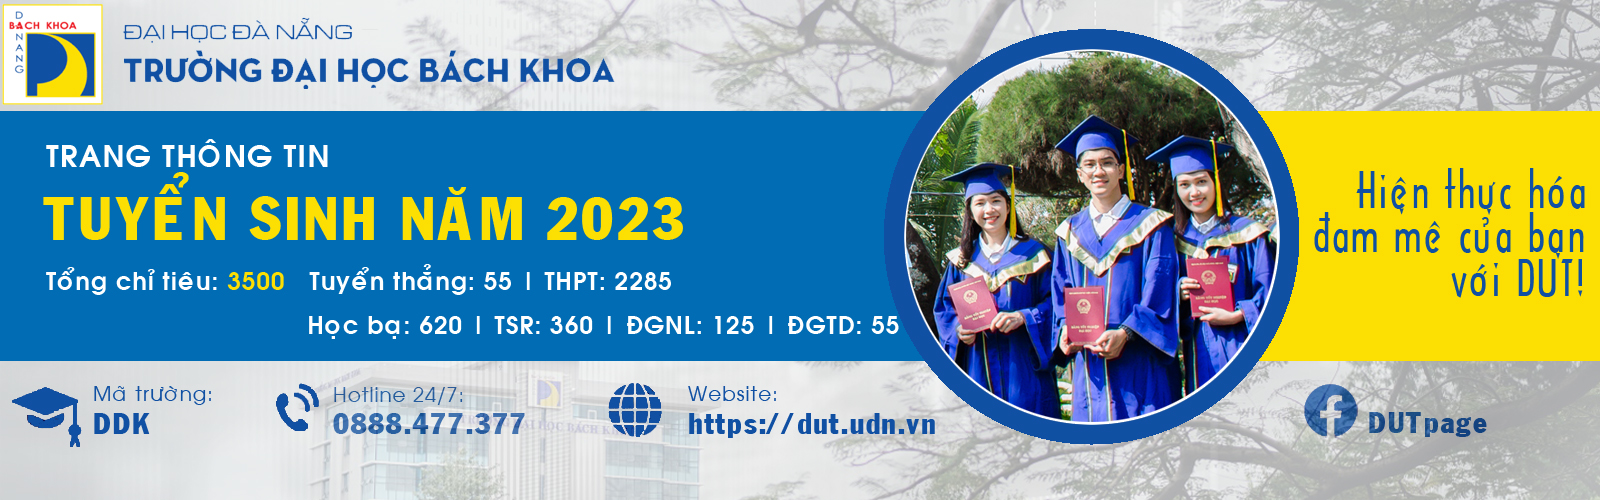 BÁCH KHOA
DANANG
ĐẠI HỌC ĐÀ NẴNG
TRƯỜNG ĐẠI HỌC BÁCH KHOA
TRANG THÔNG TIN
TUYỂN SINH NĂM 2023
Tổng chỉ tiêu: 3500 Tuyển thẳng: 55 | THPT: 2285
Học bạ: 620 | TSR: 360 | ĐGNL: 125 | ĐGTD: 55
Hiện thực hóa
đam mê của bạn
với DUT!
Mã trường:
DDK
Hotline 24/7:
0888.477.377
Website:
https://dut.udn.vn
DUTpage